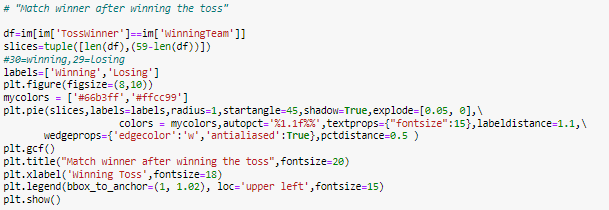 # "Match winner after winning the toss"
df=im[im['TossWinner']==im['WinningTeam']]
slices=tuple([len(df),(59-len(df))])
#30=winning,29=Losing
labels=['Winning','Losing']
plt.figure(figsize=(8,10))
mycolors = ['#66b3ff','#ffcc99']
plt.pie(slices,labels=labels,radius=1,startangle=45,shadow=True,explode=[0.05, 0],\
colors = mycolors,autopct='%1.1f%%',textprops={"fontsize":15},labeldistance=1.1,\
wedgeprops={'edgecolor':'w','antialiased':True},pctdistance=0.5 )
plt.gcf()
plt.title("Match winner after winning the toss",fontsize=20)
plt.xlabel('Winning Toss',fontsize=18)
plt.legend(bbox_to_anchor=(1, 1.02), loc='upper left',fontsize=15)
plt.show()